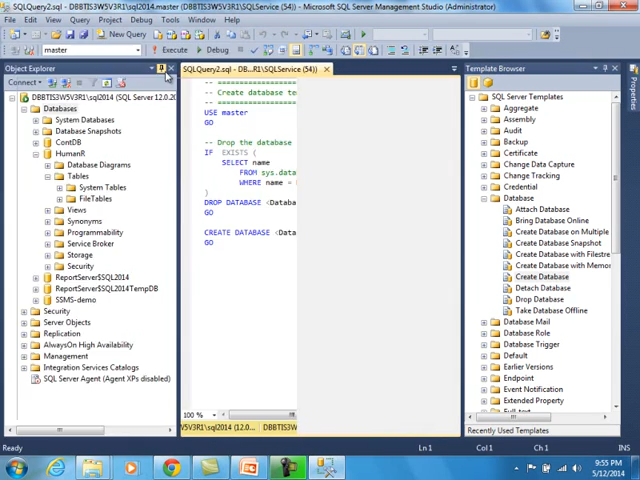 SQLQuery2.sql - DBBTIS3W5V3R1\sql2014.master (DBBTIS3W5V3R1\SQLService (54)) - Microsoft SQL Server Management Studio (Administrator)
File Edit View Query Project Debug Tools Window Help
New Query
master Execute Debug
Object Explorer
Connect
DBBTIS3W5V3R1\sql2014 (SQL Server 12.0.20
Databases
System Databases
Database Snapshots
ContDB
HumanR
Database Diagrams
Tables
System Tables
FileTables
Views
Synonyms
Programmability
Service Broker
Storage
Security
ReportServer$SQL2014
ReportServer$SQL2014TempDB
SSMS-demo
Security
Server Objects
Replication
AlwaysOn High Availability
Management
Integration Services Catalogs
SQL Server Agent (Agent XPs disabled)
SQLQuery2.sql - DB...R1\SQLService (54))
-- =====================
-- Create database te
-- =====================
USE master
GO
-- Drop the database
IF EXISTS (
SELECT name
FROM sys.data
WHERE name =
)
DROP DATABASE <Databa
GO
CREATE DATABASE <Data
GO
100 %
W5V3R1\sql2014 (12.0... DBBTIS3W
Template Browser
SQL Server Templates
Aggregate
Assembly
Audit
Backup
Certificate
Change Data Capture
Change Tracking
Credential
Database
Attach Database
Bring Database Online
Create Database on Multiple
Create Database Snapshot
Create Database with Filestre
Create Database with Memor
Create Database
Detach Database
Drop Database
Take Database Offline
Database Mail
Database Role
Database Trigger
Default
Earlier Versions
Endpoint
Event Notification
Extended Property
Recently Used Templates
Properties
Ready Ln 1 Col 1 Ch 1
9:55 PM
5/12/2014